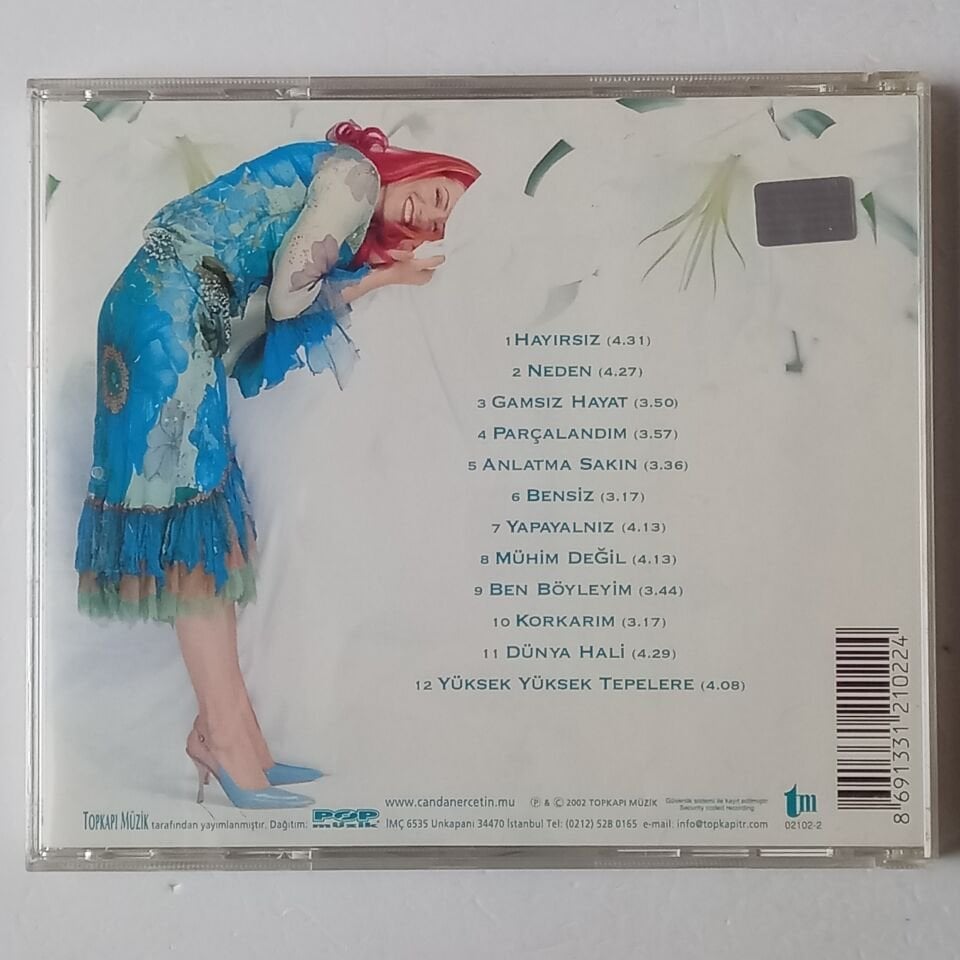 1 HAYIRSIZ (4.31)
2 NEDEN (4.27)
3 GAMSIZ HAYAT (3.50)
4 PARÇALANDIM (3.57)
5 ANLATMA SAKIN (3.36)
6 BENSİZ (3.17)
7 YAPAYALNIZ (4.13)
8 MÜHİM DEĞİL (4.13)
9 BEN BÖYLEYİM (3.44)
10 KORKARIM (3.17)
11 DÜNYA HALİ (4.29)
12 YÜKSEK YÜKSEK TEPELERE (4.08)
www.candanercetin.mu ℗ & © 2002 TOPKAPI MÜZİK
Güvenlik sistemi ile kayıt edilmiştir
Security coded recording
TOPKAPI MÜZİK tarafından yayımlanmıştır. Dağıtım: POP MÜZİK İMÇ 6535 Unkapanı 34470 İstanbul Tel: (0212) 528 0165 e-mail: info@topkapitr.com
tm
02102-2
8 691331 210224